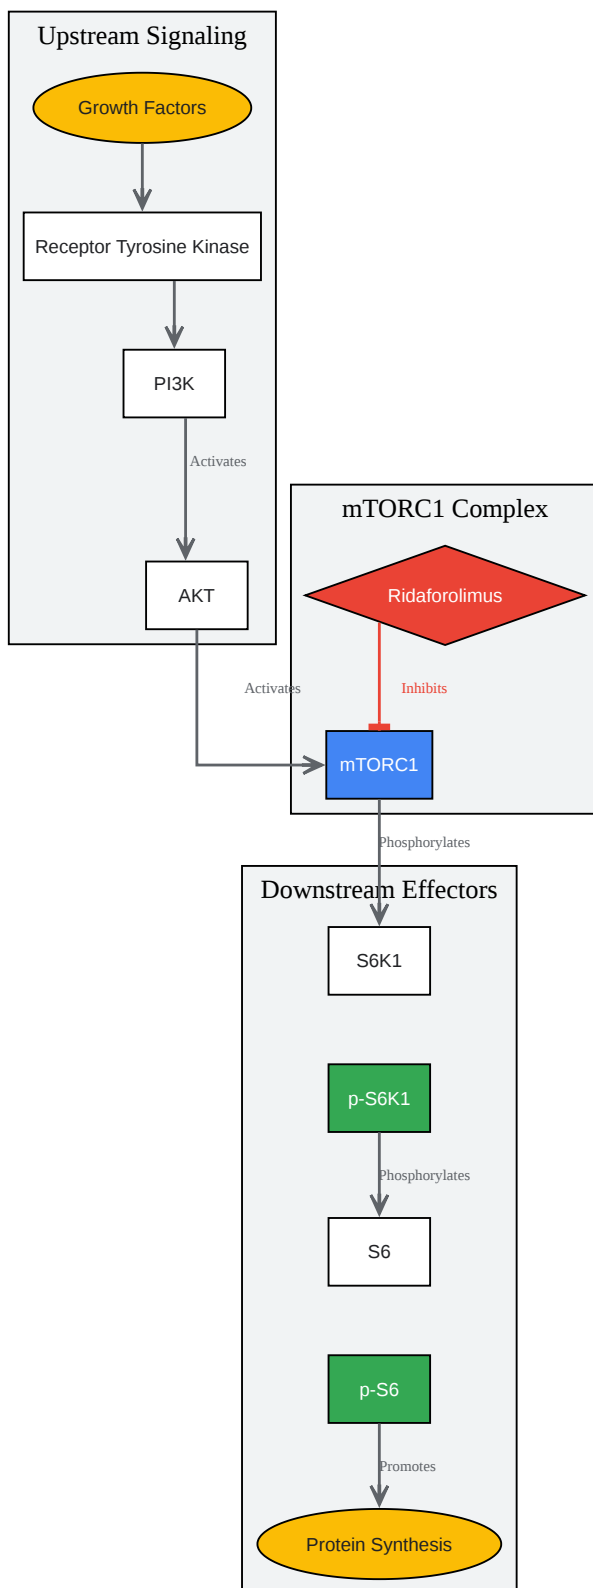 Upstream Signaling
Growth Factors
Receptor Tyrosine Kinase
PI3K
Activates
AKT
mTORC1 Complex
Ridaforolimus
Activates
Inhibits
mTORC1
Phosphorylates
Downstream Effectors
S6K1
p-S6K1
Phosphorylates
S6
p-S6
Promotes
Protein Synthesis